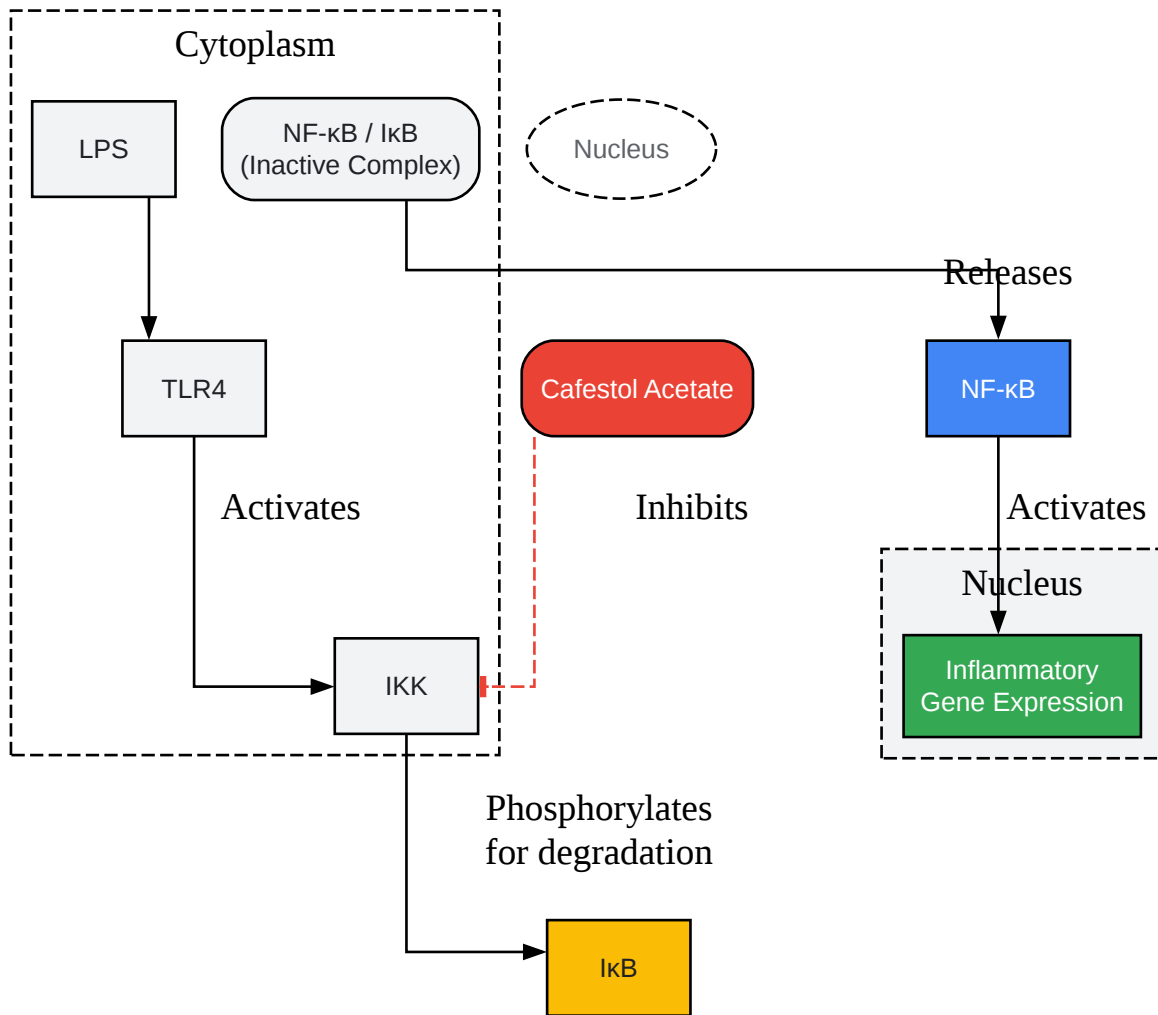 Cytoplasm
LPS
NF-κB / IκB
(Inactive Complex)
Nucleus
Releases
TLR4
Cafestol Acetate
NF-κB
Activates
Inhibits
Activates
Nucleus
IKK
Inflammatory
Gene Expression
Phosphorylates
for degradation
IκB